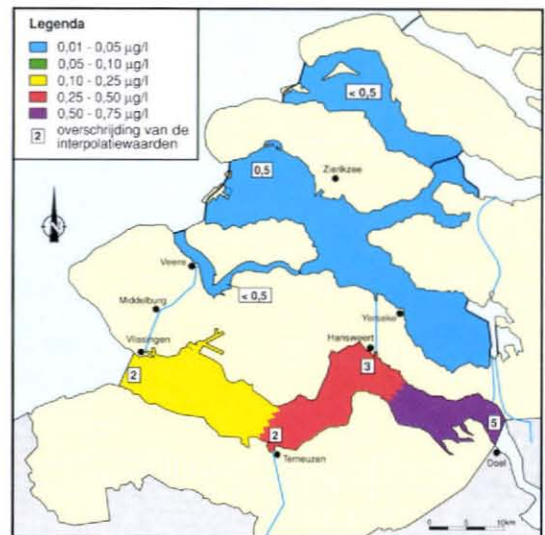 Legenda
0,01 - 0,05 µg/l
0,05 - 0,10 µg/l
0,10 - 0,25 µg/l
0,25 - 0,50 µg/l
0,50 - 0,75 µg/l
2 overschrijding van de
interpolatiewaarden
< 0,5
0,5
Zierikzee
N
Veere
< 0,5
Middelburg
Yerseke
Vlissingen
Hansweert
2
3
2
5
Terneuzen
Doel
0 5 10km